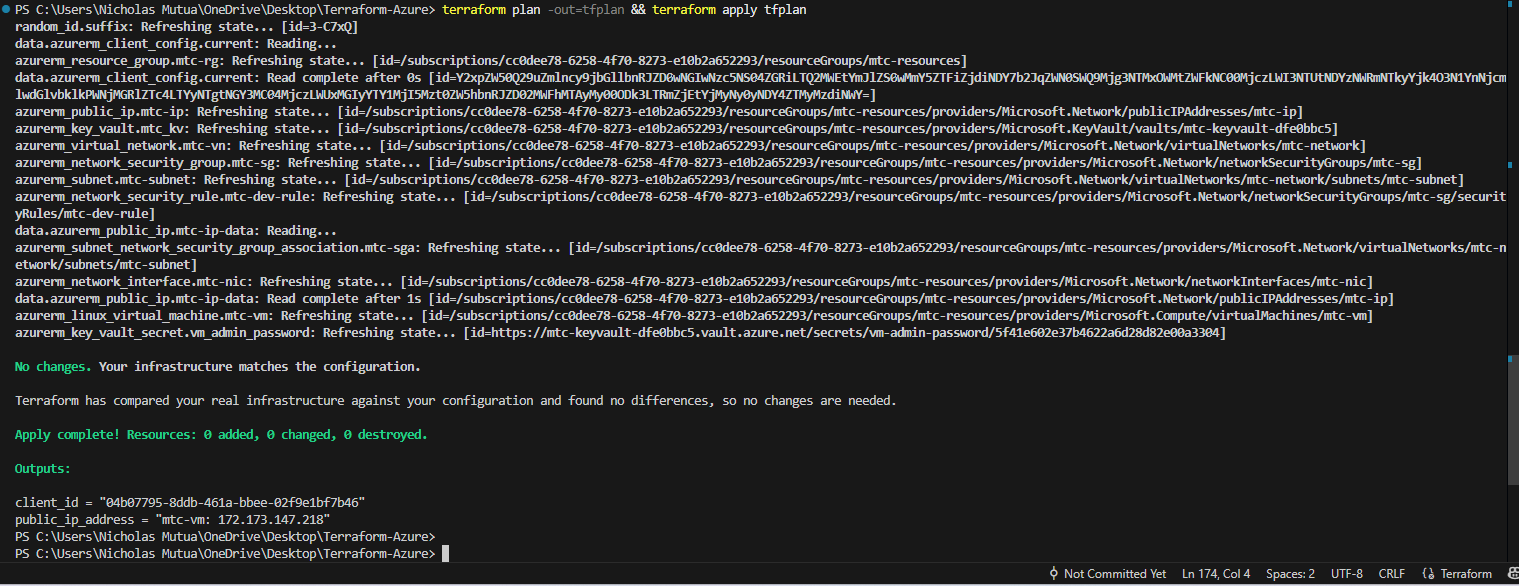 PS C:\Users\Nicholas Mutua\OneDrive\Desktop\Terraform-Azure> terraform plan -out=tfplan && terraform apply tfplan
random_id.suffix: Refreshing state... [id=3-C7xQ]
data.azurerm_client_config.current: Reading...
azurerm_resource_group.mtc-rg: Refreshing state... [id=/subscriptions/cc0dee78-6258-4f70-8273-e10b2a652293/resourceGroups/mtc-resources]
data.azurerm_client_config.current: Read complete after 0s
azurerm_public_ip.mtc-ip: Refreshing state... [id=/subscriptions/cc0dee78-6258-4f70-8273-e10b2a652293/resourceGroups/mtc-resources/providers/Microsoft.Network/publicIPAddresses/mtc-ip]
azurerm_key_vault.mtc_kv: Refreshing state... [id=/subscriptions/cc0dee78-6258-4f70-8273-e10b2a652293/resourceGroups/mtc-resources/providers/Microsoft.KeyVault/vaults/mtc-keyvault-dfe0bbc5]
azurerm_virtual_network.mtc-vn: Refreshing state... [id=/subscriptions/cc0dee78-6258-4f70-8273-e10b2a652293/resourceGroups/mtc-resources/providers/Microsoft.Network/virtualNetworks/mtc-network]
azurerm_network_security_group.mtc-sg: Refreshing state... [id=/subscriptions/cc0dee78-6258-4f70-8273-e10b2a652293/resourceGroups/mtc-resources/providers/Microsoft.Network/networkSecurityGroups/mtc-sg]
azurerm_subnet.mtc-subnet: Refreshing state... [id=/subscriptions/cc0dee78-6258-4f70-8273-e10b2a652293/resourceGroups/mtc-resources/providers/Microsoft.Network/virtualNetworks/mtc-network/subnets/mtc-subnet]
azurerm_network_security_rule.mtc-dev-rule: Refreshing state... [id=/subscriptions/cc0dee78-6258-4f70-8273-e10b2a652293/resourceGroups/mtc-resources/providers/Microsoft.Network/networkSecurityGroups/mtc-sg/securit
yRules/mtc-dev-rule]
data.azurerm_public_ip.mtc-ip-data: Reading...
azurerm_subnet_network_security_group_association.mtc-sga: Refreshing state... [id=/subscriptions/cc0dee78-6258-4f70-8273-e10b2a652293/resourceGroups/mtc-resources/providers/Microsoft.Network/virtualNetworks/mtc-n
etwork/subnets/mtc-subnet]
azurerm_network_interface.mtc-nic: Refreshing state... [id=/subscriptions/cc0dee78-6258-4f70-8273-e10b2a652293/resourceGroups/mtc-resources/providers/Microsoft.Network/networkInterfaces/mtc-nic]
data.azurerm_public_ip.mtc-ip-data: Read complete after 1s [id=/subscriptions/cc0dee78-6258-4f70-8273-e10b2a652293/resourceGroups/mtc-resources/providers/Microsoft.Network/publicIPAddresses/mtc-ip]
azurerm_linux_virtual_machine.mtc-vm: Refreshing state... [id=/subscriptions/cc0dee78-6258-4f70-8273-e10b2a652293/resourceGroups/mtc-resources/providers/Microsoft.Compute/virtualMachines/mtc-vm]
azurerm_key_vault_secret.vm_admin_password: Refreshing state... [id=https://mtc-keyvault-dfe0bbc5.vault.azure.net/secrets/vm-admin-password/5f41e602e37b4622a6d28d82e00a3304]
No changes. Your infrastructure matches the configuration.
Terraform has compared your real infrastructure against your configuration and found no differences, so no changes are needed.
Apply complete! Resources: 0 added, 0 changed, 0 destroyed.
Outputs:
client_id = "04b07795-8ddb-461a-bbee-02f9e1bf7b46"
public_ip_address = "mtc-vm: 172.173.147.218"
PS C:\Users\Nicholas Mutua\OneDrive\Desktop\Terraform-Azure>
PS C:\Users\Nicholas Mutua\OneDrive\Desktop\Terraform-Azure>
Not Committed Yet Ln 174, Col 4 Spaces: 2 UTF-8 CRLF Terraform